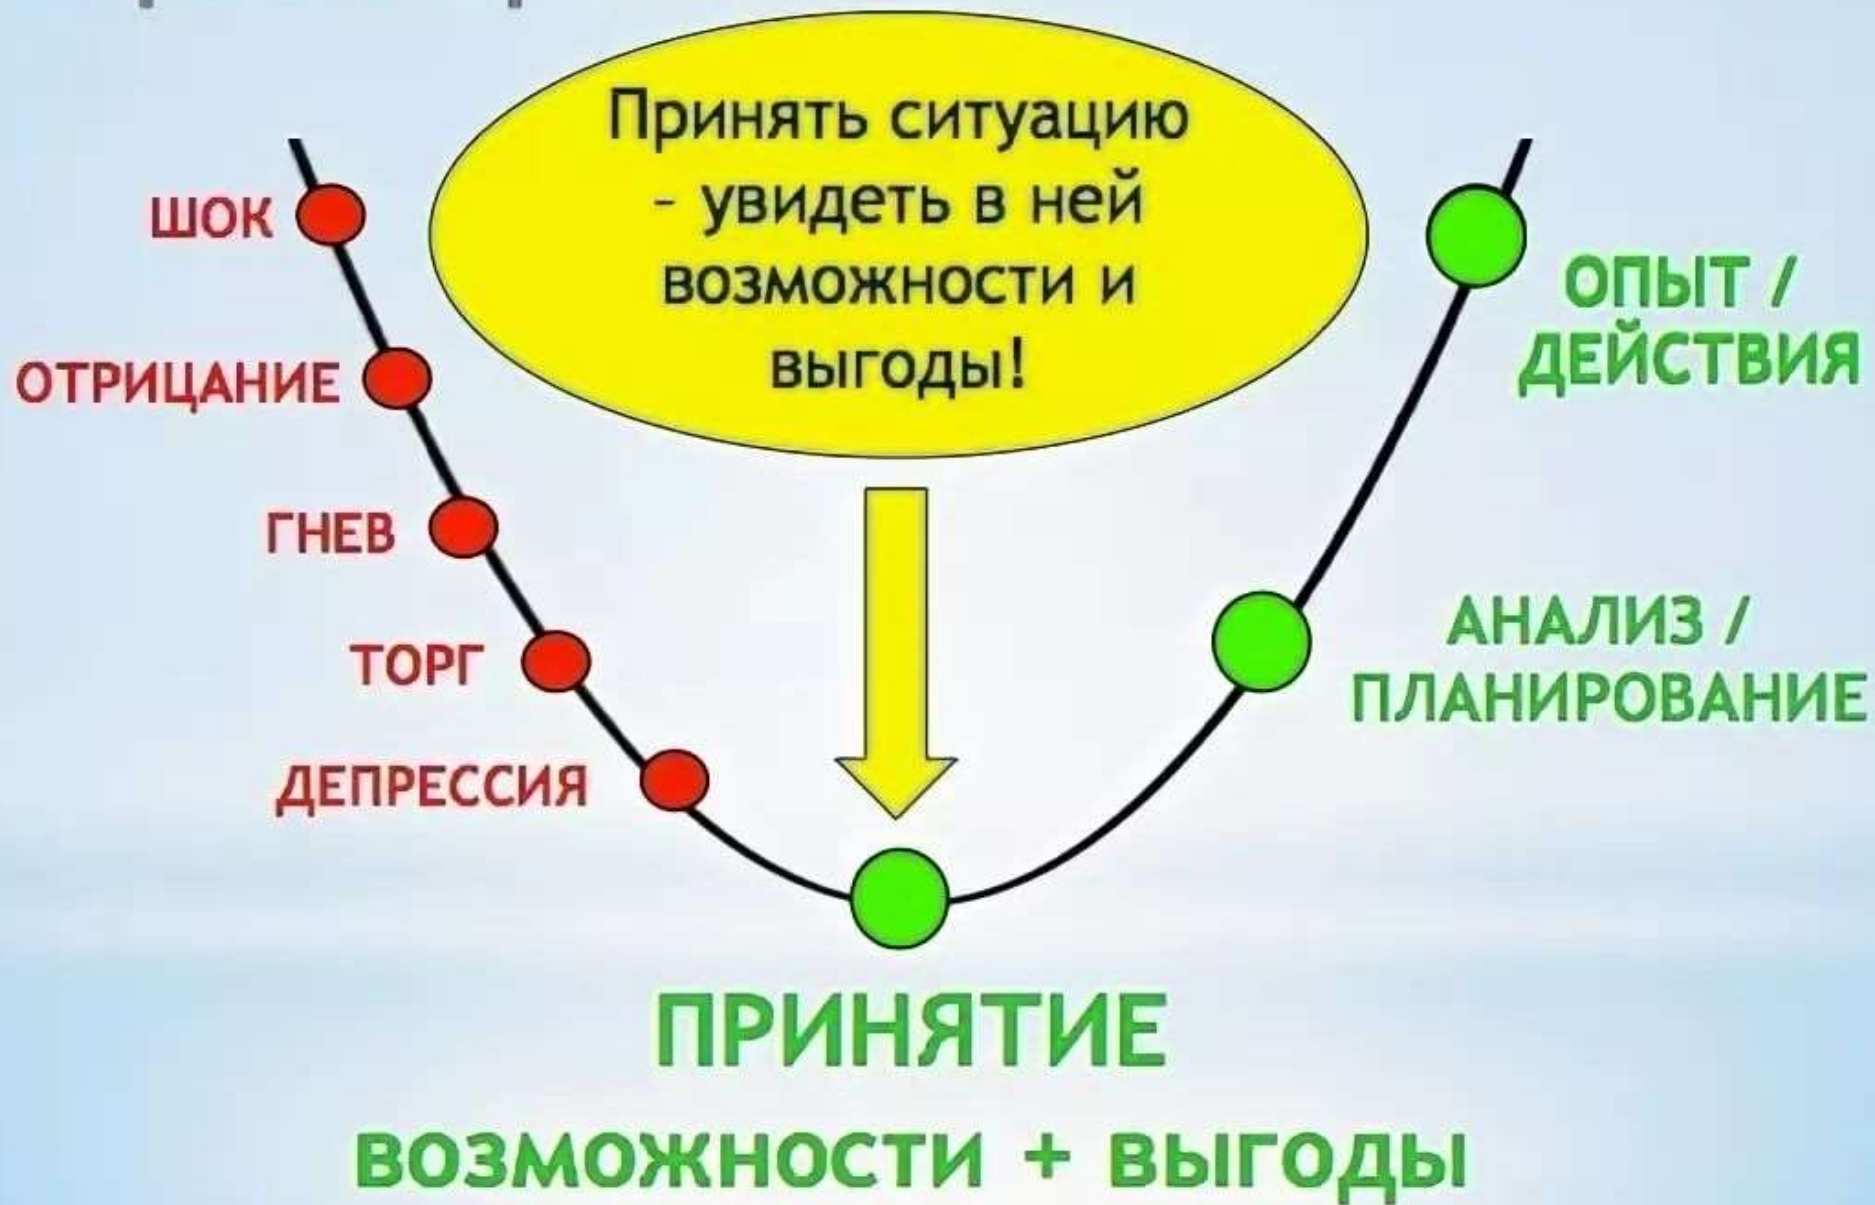 Принять ситуацию
- увидеть в ней
возможности и
выгоды!
ШОК
ОТРИЦАНИЕ
ГНЕВ
ТОРГ
ДЕПРЕССИЯ
ПРИНЯТИЕ
ВОЗМОЖНОСТИ + ВЫГОДЫ
АНАЛИЗ /
ПЛАНИРОВАНИЕ
ОПЫТ /
ДЕЙСТВИЯ